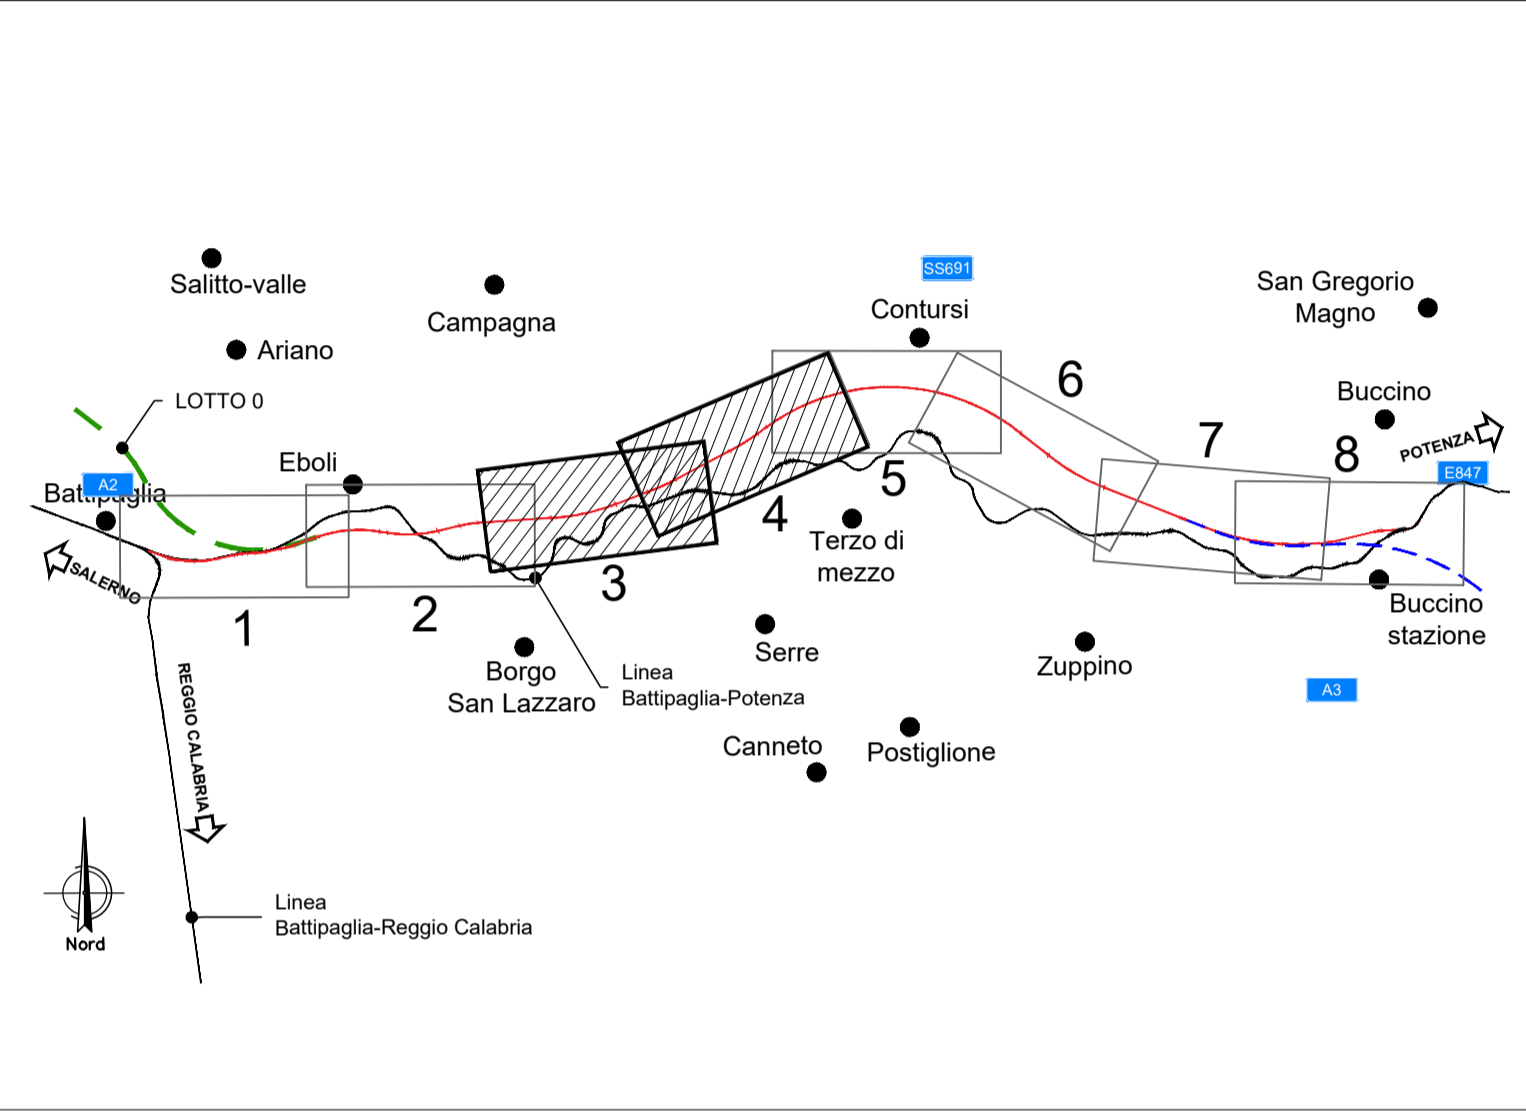 Salitto-valle
Campagna
Ariano
LOTTO 0
SS691
Contursi
San Gregorio
Magno
Buccino
POTENZA
E847
Eboli
A2
Battipaglia
SALERNO
1
2
3
4
5
6
7
8
Terzo di
mezzo
Buccino
stazione
Borgo
San Lazzaro
Linea
Battipaglia-Potenza
Serre
Zuppino
A3
Canneto
Postiglione
REGGIO CALABRIA
Linea
Battipaglia-Reggio Calabria
Nord